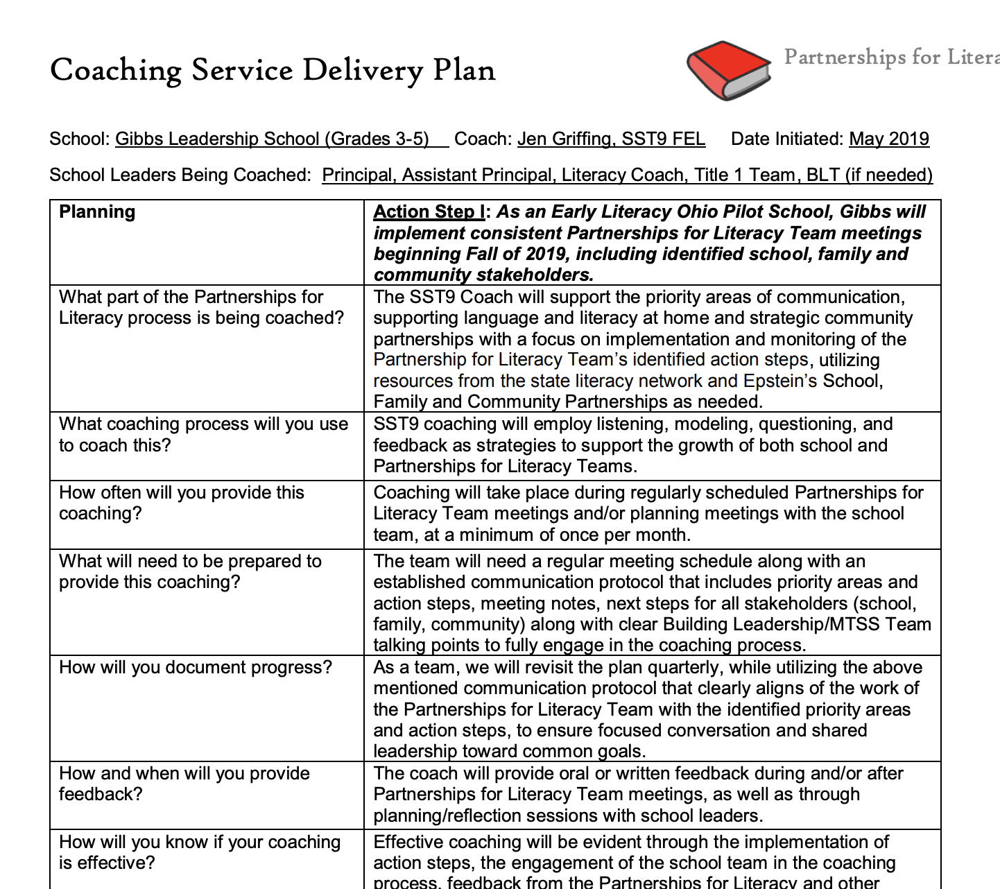 Coaching Service Delivery Plan
Partnerships for Litera
School: Gibbs Leadership School (Grades 3-5) Coach: Jen Griffing, SST9 FEL Date Initiated: May 2019
School Leaders Being Coached: Principal, Assistant Principal, Literacy Coach, Title 1 Team, BLT (if needed)
Planning
Action Step I: As an Early Literacy Ohio Pilot School, Gibbs will
implement consistent Partnerships for Literacy Team meetings
beginning Fall of 2019, including identified school, family and
community stakeholders.
What part of the Partnerships for
Literacy process is being coached?
The SST9 Coach will support the priority areas of communication,
supporting language and literacy at home and strategic community
partnerships with a focus on implementation and monitoring of the
Partnership for Literacy Team’s identified action steps, utilizing
resources from the state literacy network and Epstein’s School,
Family and Community Partnerships as needed.
What coaching process will you use
to coach this?
SST9 coaching will employ listening, modeling, questioning, and
feedback as strategies to support the growth of both school and
Partnerships for Literacy Teams.
How often will you provide this
coaching?
Coaching will take place during regularly scheduled Partnerships for
Literacy Team meetings and/or planning meetings with the school
team, at a minimum of once per month.
What will need to be prepared to
provide this coaching?
The team will need a regular meeting schedule along with an
established communication protocol that includes priority areas and
action steps, meeting notes, next steps for all stakeholders (school,
family, community) along with clear Building Leadership/MTSS Team
talking points to fully engage in the coaching process.
How will you document progress?
As a team, we will revisit the plan quarterly, while utilizing the above
mentioned communication protocol that clearly aligns of the work of
the Partnerships for Literacy Team with the identified priority areas
and action steps, to ensure focused conversation and shared
leadership toward common goals.
How and when will you provide
feedback?
The coach will provide oral or written feedback during and/or after
Partnerships for Literacy Team meetings, as well as through
planning/reflection sessions with school leaders.
How will you know if your coaching
is effective?
Effective coaching will be evident through the implementation of
action steps, the engagement of the school team in the coaching
process, feedback from the Partnerships for Literacy and other